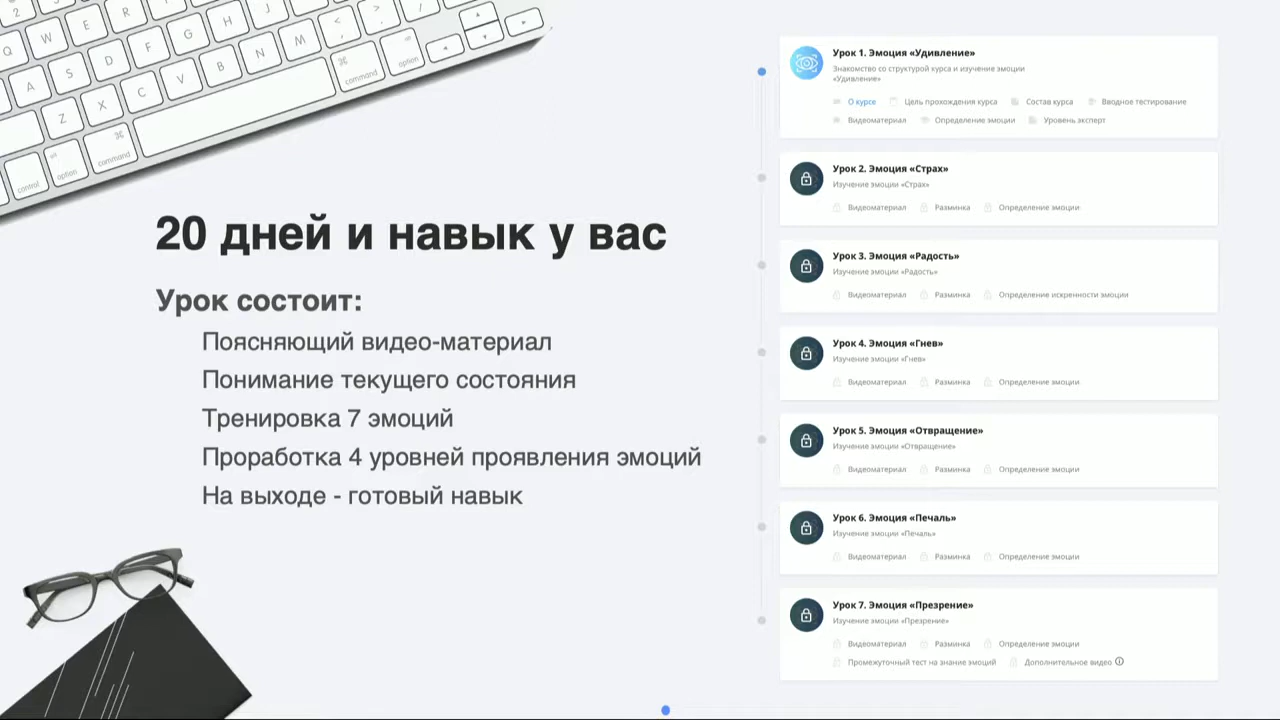 2
E
R
T
Y
U
I
O
P
Q
W
D
F
G
H
J
K
L
A
S
Z
X
C
V
B
N
M
<
,
>
.
?
/
⌘
command
option
control
option
⌘
command
20 дней и навык у вас
Урок состоит:
Поясняющий видео-материал
Понимание текущего состояния
Тренировка 7 эмоций
Проработка 4 уровней проявления эмоций
На выходе - готовый навык
Урок 1. Эмоция «Удивление»
Знакомство со структурой курса и изучение эмоции
«Удивление»
О курсе Цель прохождения курса Состав курса Вводное тестирование
Видеоматериал Определение эмоции Уровень эксперт
Урок 2. Эмоция «Страх»
Изучение эмоции «Страх»
Видеоматериал Разминка Определение эмоции
Урок 3. Эмоция «Радость»
Изучение эмоции «Радость»
Видеоматериал Разминка Определение искренности эмоции
Урок 4. Эмоция «Гнев»
Изучение эмоции «Гнев»
Видеоматериал Разминка Определение эмоции
Урок 5. Эмоция «Отвращение»
Изучение эмоции «Отвращение»
Видеоматериал Разминка Определение эмоции
Урок 6. Эмоция «Печаль»
Изучение эмоции «Печаль»
Видеоматериал Разминка Определение эмоции
Урок 7. Эмоция «Презрение»
Изучение эмоции «Презрение»
Видеоматериал Разминка Определение эмоции
Промежуточный тест на знание эмоций Дополнительное видео